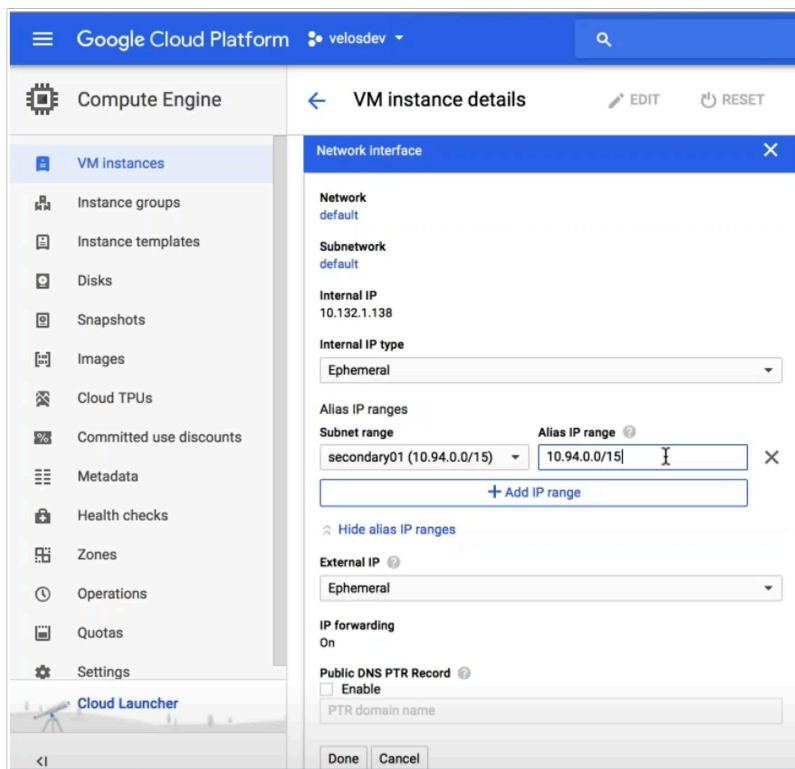 Google Cloud Platform velosdev
Compute Engine
VM instance details EDIT RESET
VM instances
Instance groups
Instance templates
Disks
Snapshots
Images
Cloud TPUs
Committed use discounts
Metadata
Health checks
Zones
Operations
Quotas
Settings
Cloud Launcher
Network interface
Network
default
Subnetwork
default
Internal IP
10.132.1.138
Internal IP type
Ephemeral
Alias IP ranges
Subnet range Alias IP range
secondary01 (10.94.0.0/15) 10.94.0.0/15
+ Add IP range
Hide alias IP ranges
External IP
Ephemeral
IP forwarding
On
Public DNS PTR Record
Enable
PTR domain name
Done Cancel